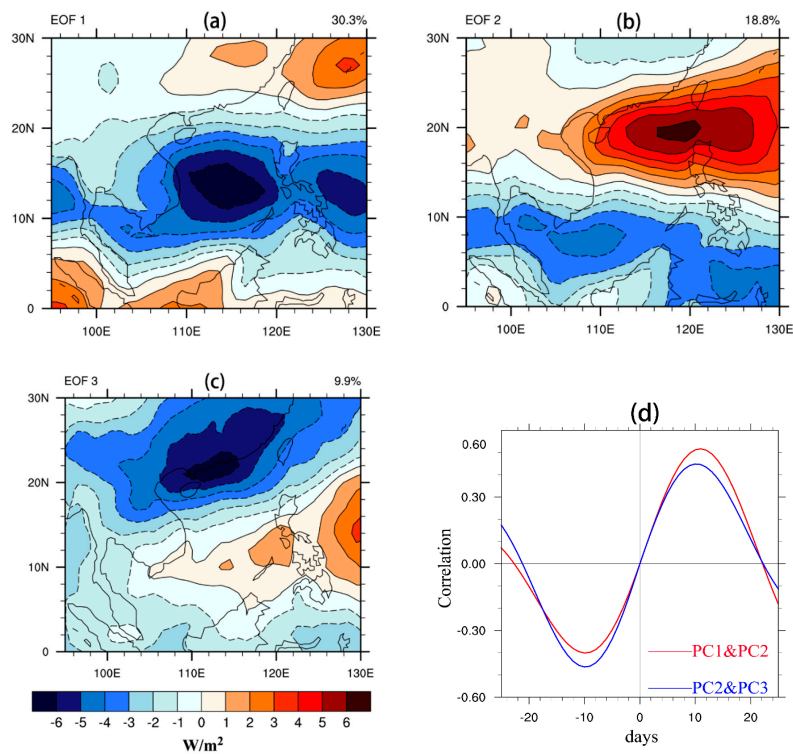 EOF 1 (a) 30.3%
30N
20N
10N
0
100E 110E 120E 130E
EOF 2 (b) 18.8%
30N
20N
10N
0
100E 110E 120E 130E
EOF 3 (c) 9.9%
30N
20N
10N
0
100E 110E 120E 130E
-6 -5 -4 -3 -2 -1 0 1 2 3 4 5 6
W/m²
(d)
0.60
0.30
0.00
-0.30
-0.60
Correlation
PC1&PC2
PC2&PC3
-20 -10 0 10 20
days